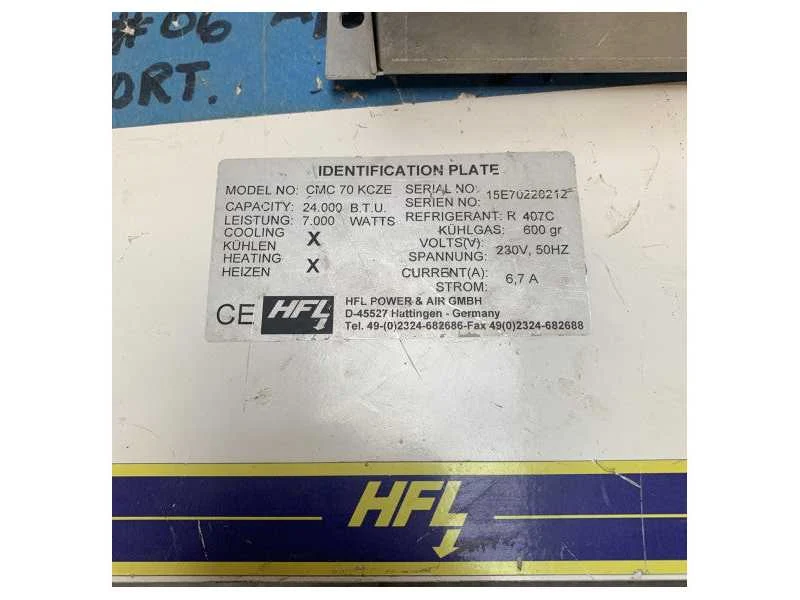 #06
ORT.
IDENTIFICATION PLATE
MODEL NO: CMC 70 KCZE
CAPACITY: 24.000 B.T.U.
LEISTUNG: 7.000 WATTS
COOLING
KÜHLEN X
HEATING
HEIZEN X
SERIAL NO:
SERIEN NO: 15E70220212
REFRIGERANT: R 407C
KÜHLGAS: 600 gr
VOLTS(V):
SPANNUNG: 230V, 50HZ
CURRENT(A):
STROM: 6,7 A
CE HFL
HFL POWER & AIR GMBH
D-45527 Hattingen - Germany
Tel. 49-(0)2324-682686-Fax 49(0)2324-682688
HFL